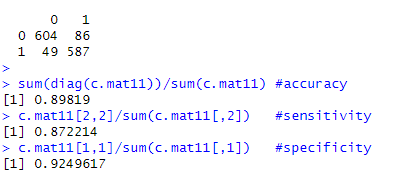 0 1
0 604 86
1 49 587
>
> sum(diag(c.mat11))/sum(c.mat11) #accuracy
[1] 0.89819
> c.mat11[2,2]/sum(c.mat11[,2]) #sensitivity
[1] 0.872214
> c.mat11[1,1]/sum(c.mat11[,1]) #specificity
[1] 0.9249617